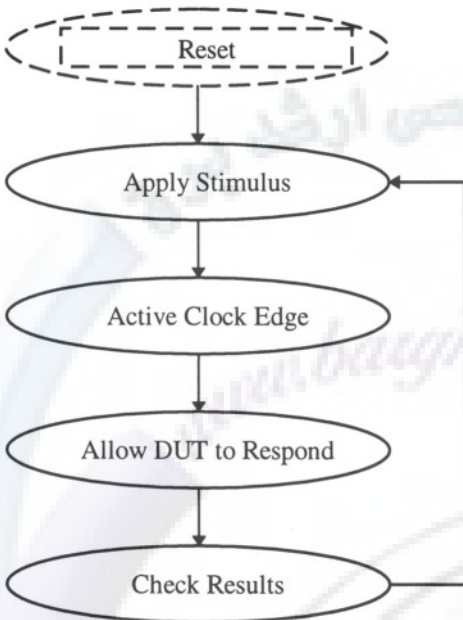 Reset
Apply Stimulus
Active Clock Edge
Allow DUT to Respond
Check Results